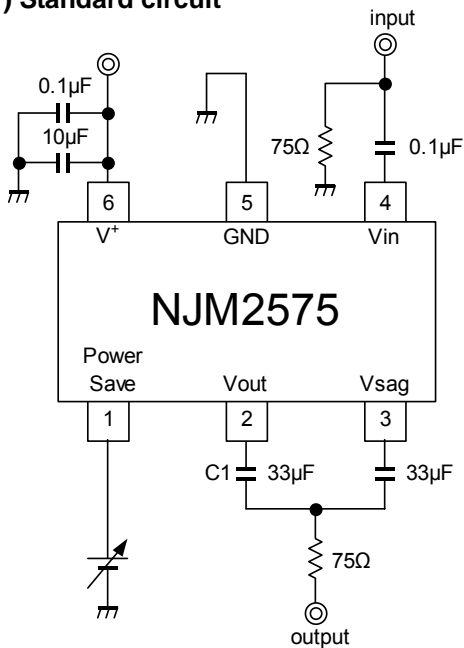 ) Standard circuit
input
0.1µF
10µF
75Ω
0.1µF
6
5
4
V+
GND
Vin
NJM2575
Power
Save
Vout
Vsag
1
2
3
C1
33µF
33µF
75Ω
output